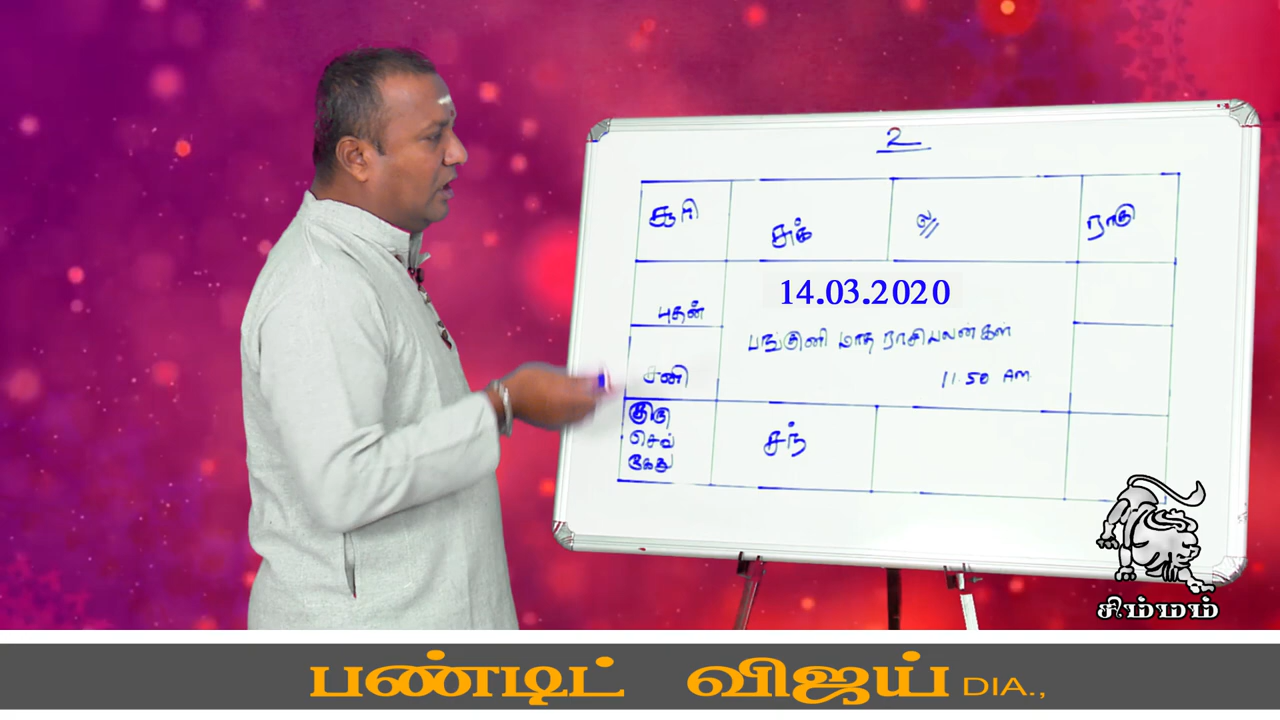 2
சூரி
சுக்
ல//
ராகு
14.03.2020
புதன்
பங்குனி மாத ராசிபலன்கள்
சனி
11.50 AM
குரு
செவ்
கேது
சந்
சிம்மம்
பண்டிட் விஜய் DIA.,